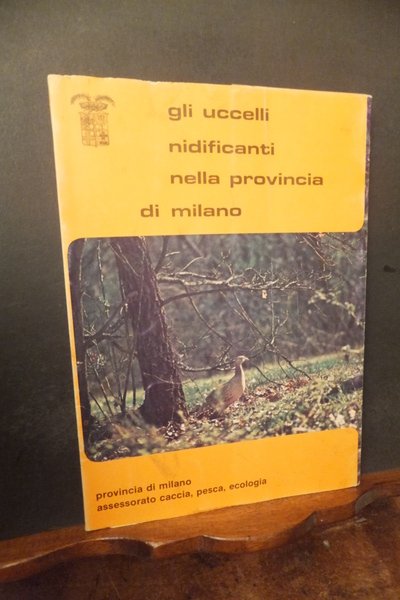 gli uccelli
nidificanti
nella provincia
di milano
provincia di milano
assessorato caccia, pesca, ecologia